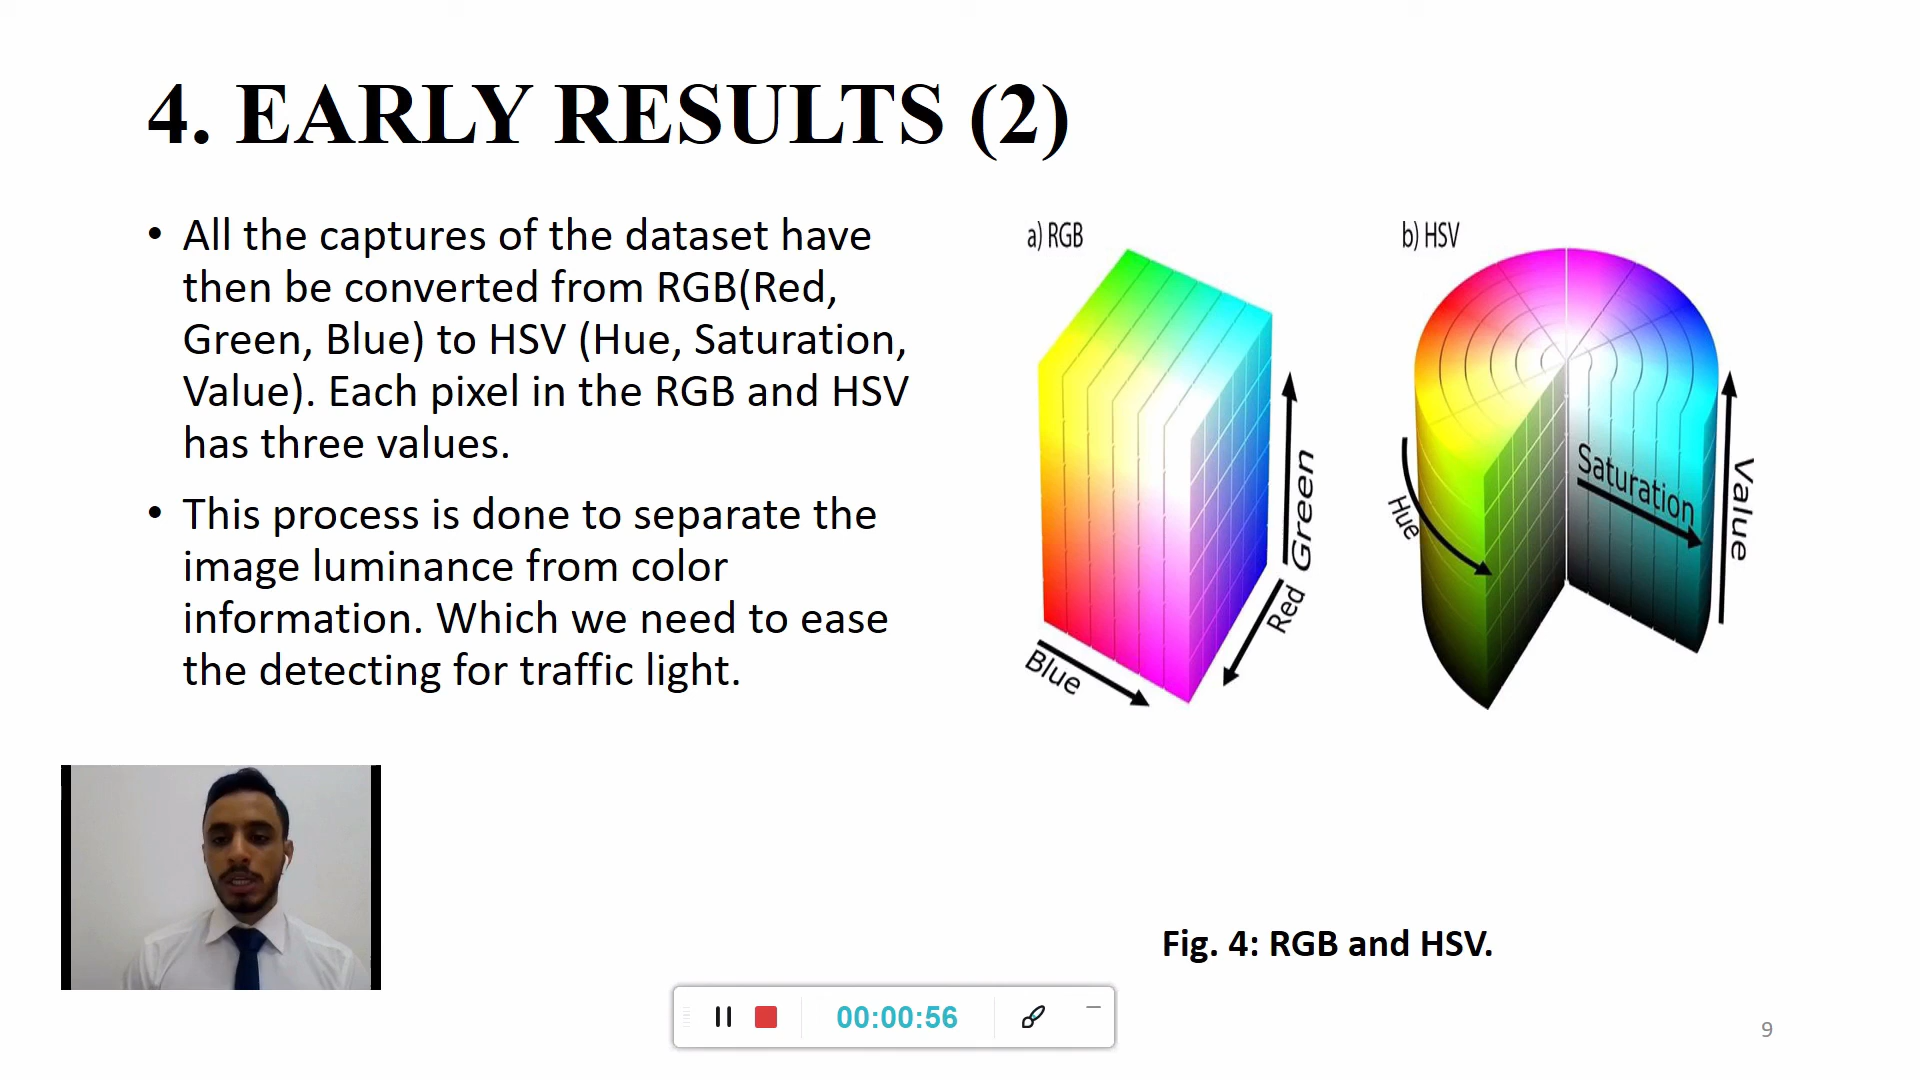 4. EARLY RESULTS (2)
• All the captures of the dataset have
then be converted from RGB(Red,
Green, Blue) to HSV (Hue, Saturation,
Value). Each pixel in the RGB and HSV
has three values.
• This process is done to separate the
image luminance from color
information. Which we need to ease
the detecting for traffic light.
a) RGB
Green
Red
Blue
b) HSV
Hue
Saturation
Value
Fig. 4: RGB and HSV.
00:00:56
9